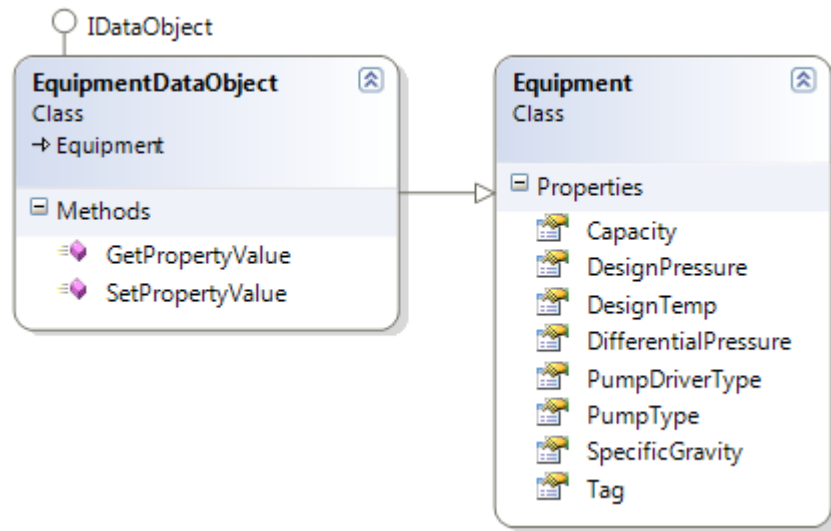 IDataObject
EquipmentDataObject
Class
Equipment
Methods
GetPropertyValue
SetPropertyValue
Equipment
Class
Properties
Capacity
DesignPressure
DesignTemp
DifferentialPressure
PumpDriverType
PumpType
SpecificGravity
Tag